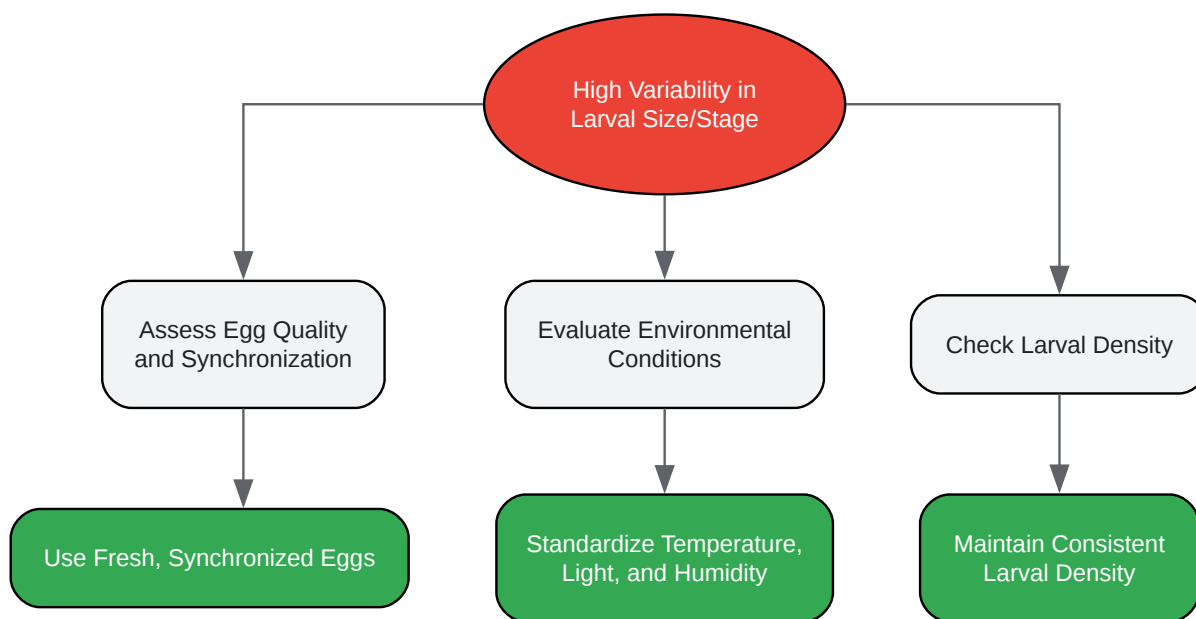 High Variability in
Larval Size/Stage
Assess Egg Quality
and Synchronization
Evaluate Environmental
Conditions
Check Larval Density
Use Fresh, Synchronized Eggs
Standardize Temperature,
Light, and Humidity
Maintain Consistent
Larval Density